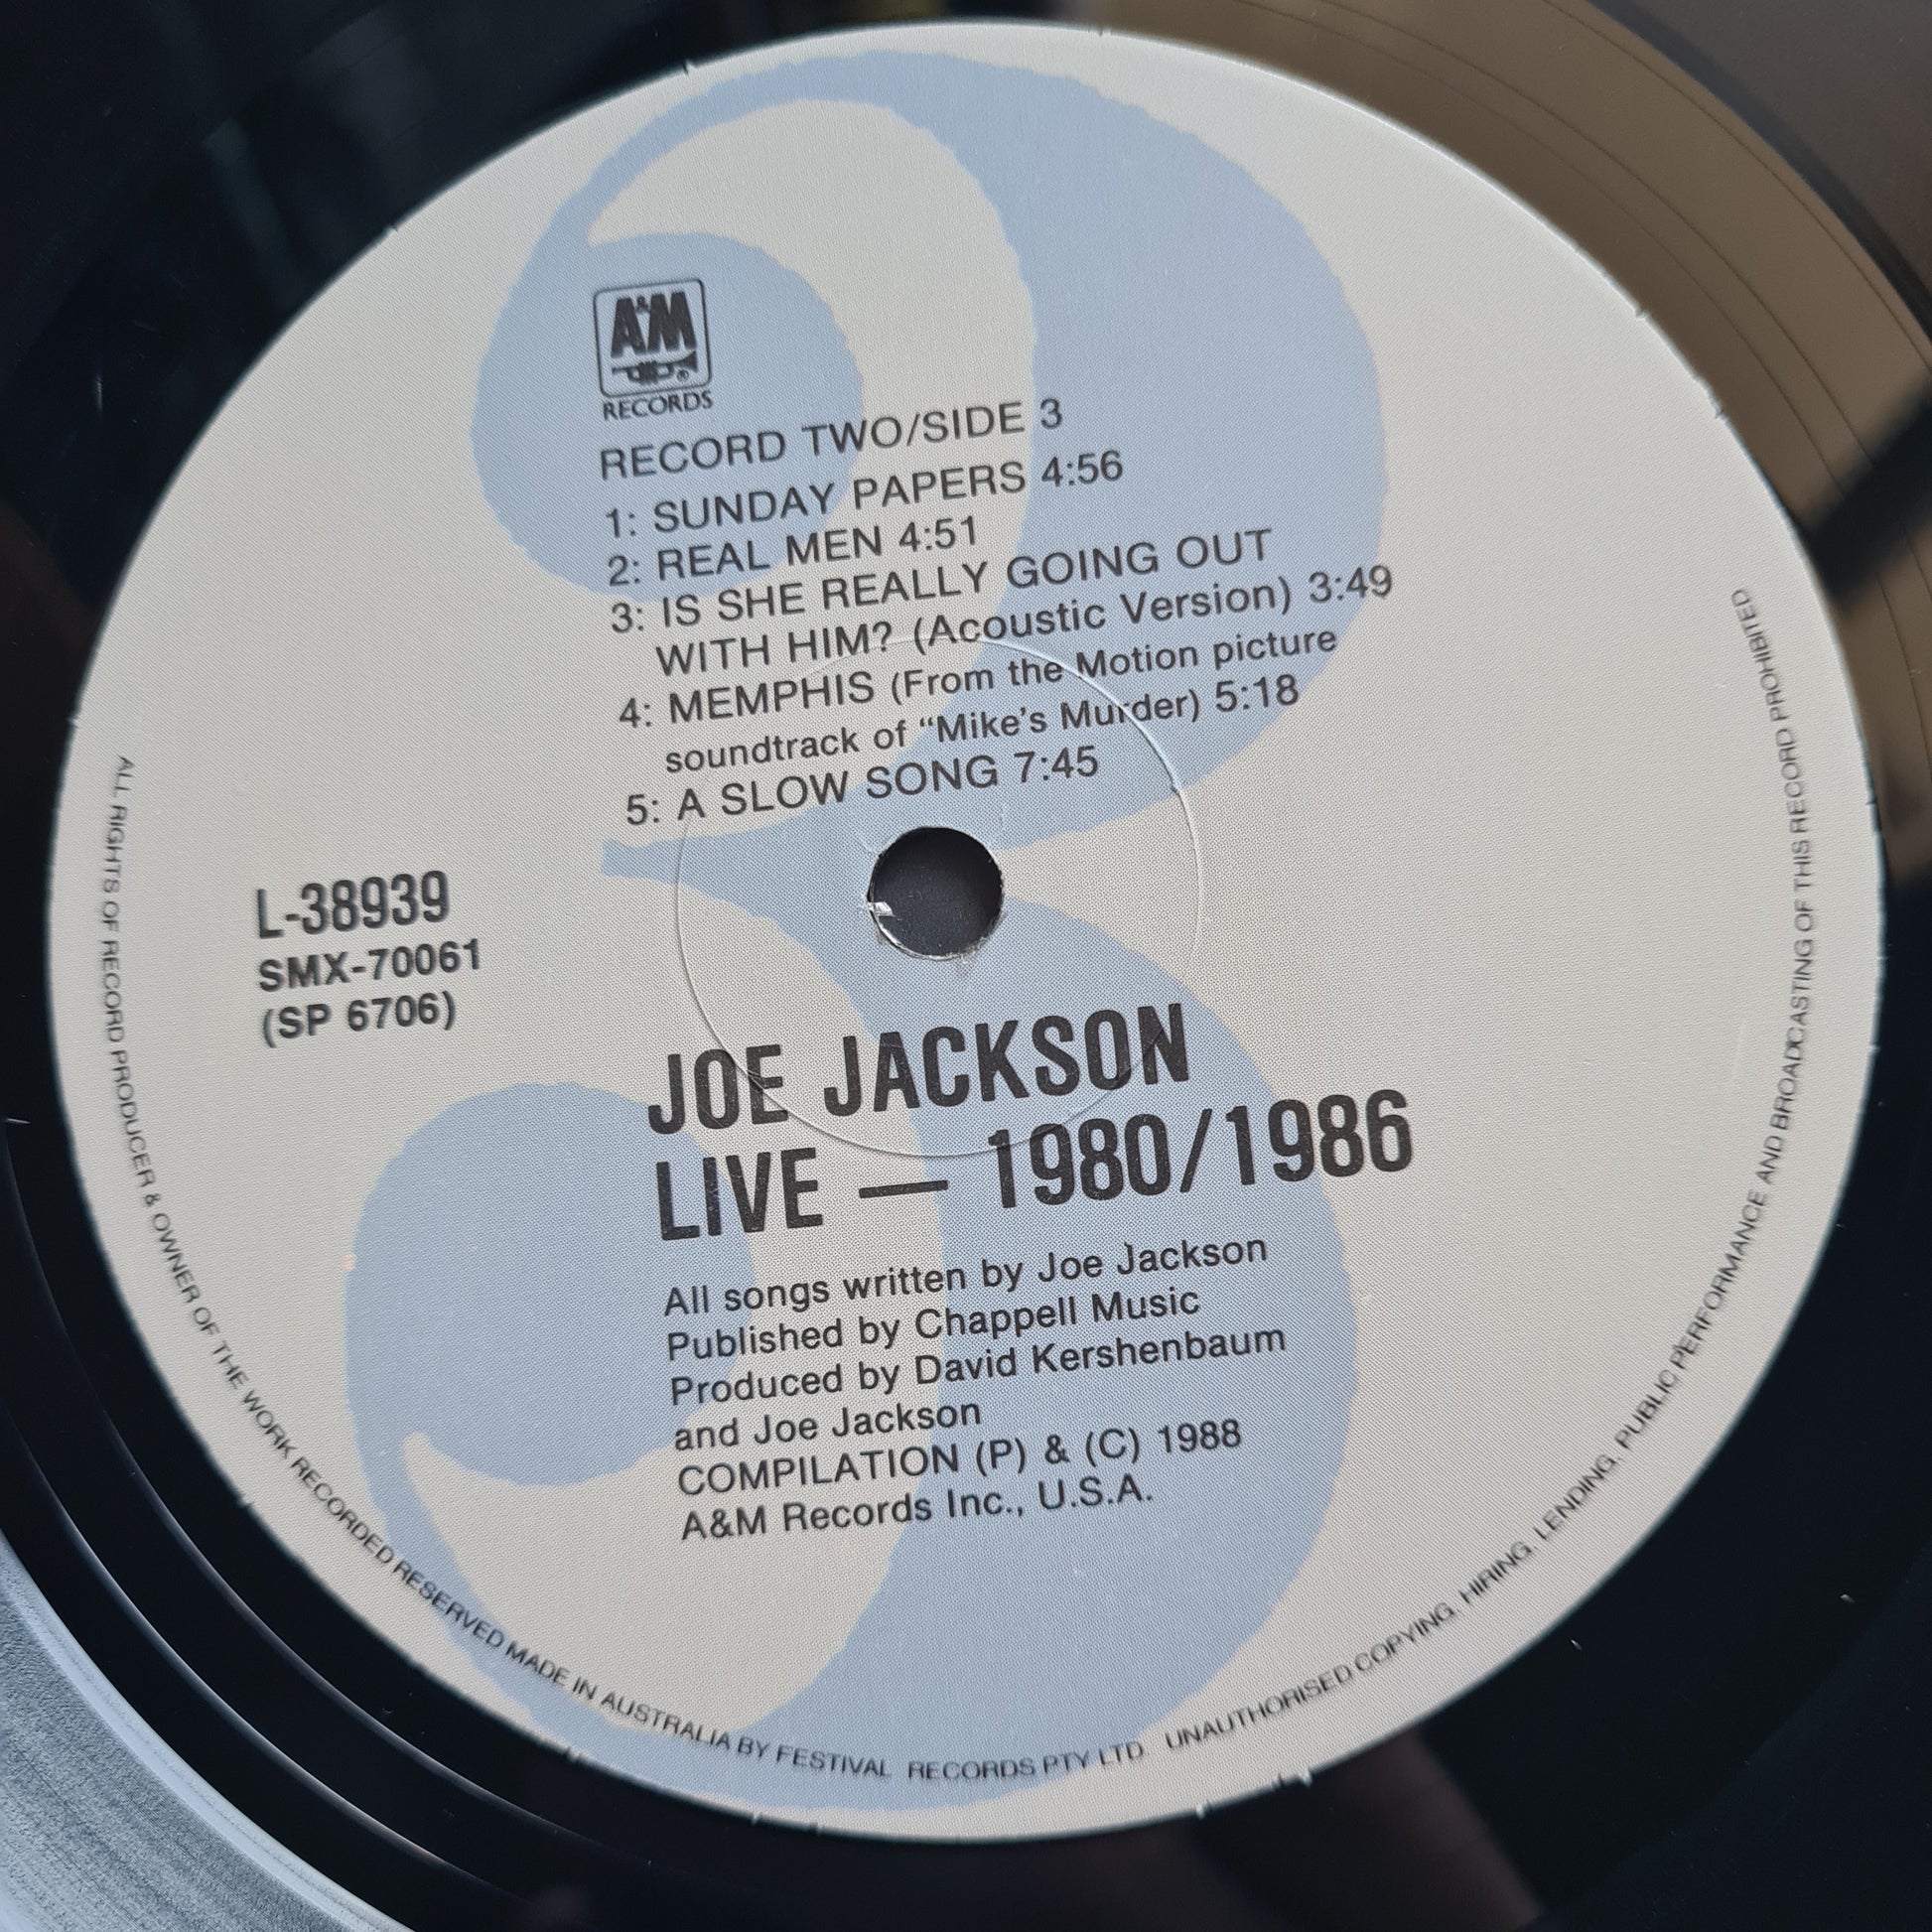 A&M
RECORDS
RECORD TWO/SIDE 3
1: SUNDAY PAPERS 4:56
2: REAL MEN 4:51
3: IS SHE REALLY GOING OUT
WITH HIM? (Acoustic Version) 3:49
4: MEMPHIS (From the Motion picture
soundtrack of “Mike’s Murder) 5:18
5: A SLOW SONG 7:45
L-38939
SMX-70061
(SP 6706)
JOE JACKSON
LIVE — 1980/1986
All songs written by Joe Jackson
Published by Chappell Music
Produced by David Kershenbaum
and Joe Jackson
COMPILATION (P) & (C) 1988
A&M Records Inc., U.S.A.
ALL RIGHTS OF RECORD PRODUCER & OWNER OF THE WORK RECORDED RESERVED MADE IN AUSTRALIA BY FESTIVAL RECORDS PTY LTD. UNAUTHORISED COPYING, HIRING, LENDING, PUBLIC PERFORMANCE AND BROADCASTING OF THIS RECORD PROHIBITED